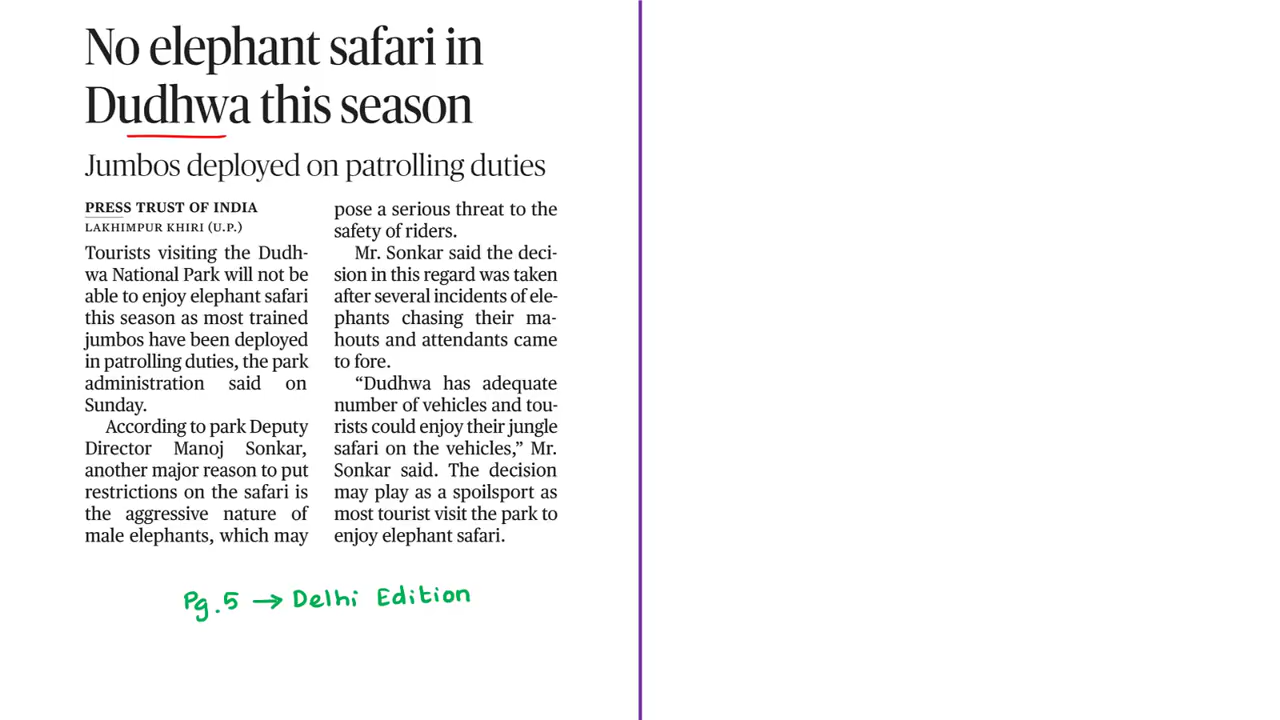 No elephant safari in
Dudhwa this season
Jumbos deployed on patrolling duties
PRESS TRUST OF INDIA
LAKHIMPUR KHIRI (U.P.)
Tourists visiting the Dudh-
wa National Park will not be
able to enjoy elephant safari
this season as most trained
jumbos have been deployed
in patrolling duties, the park
administration said on
Sunday.
According to park Deputy
Director Manoj Sonkar,
another major reason to put
restrictions on the safari is
the aggressive nature of
male elephants, which may
pose a serious threat to the
safety of riders.
Mr. Sonkar said the deci-
sion in this regard was taken
after several incidents of ele-
phants chasing their ma-
houts and attendants came
to fore.
“Dudhwa has adequate
number of vehicles and tou-
rists could enjoy their jungle
safari on the vehicles,” Mr.
Sonkar said. The decision
may play as a spoilsport as
most tourist visit the park to
enjoy elephant safari.
Pg.5 → Delhi Edition